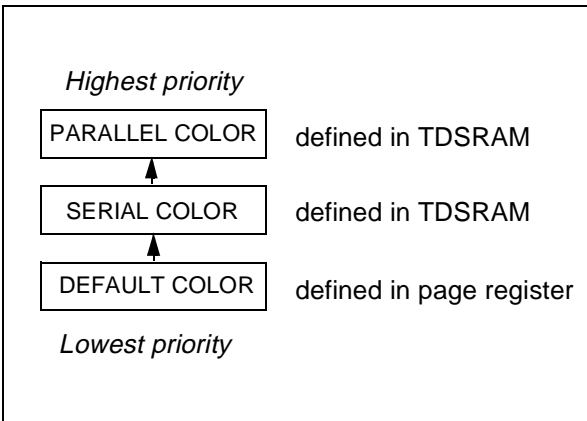 Highest priority
PARALLEL COLOR defined in TDSRAM
SERIAL COLOR defined in TDSRAM
DEFAULT COLOR defined in page register
Lowest priority